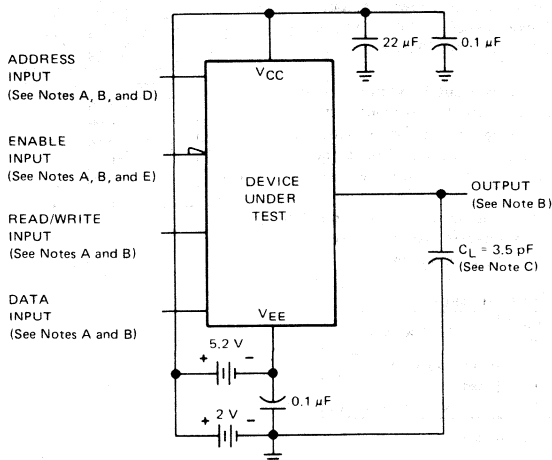 22 μF
0.1 μF
ADDRESS
INPUT
(See Notes A, B, and D)
VCC
ENABLE
INPUT
(See Notes A, B, and E)
DEVICE
UNDER
TEST
OUTPUT
(See Note B)
READ/WRITE
INPUT
(See Notes A and B)
CL = 3.5 pF
(See Note C)
DATA
INPUT
(See Notes A and B)
VEE
5.2 V
+ −
0.1 μF
+ 2 V −